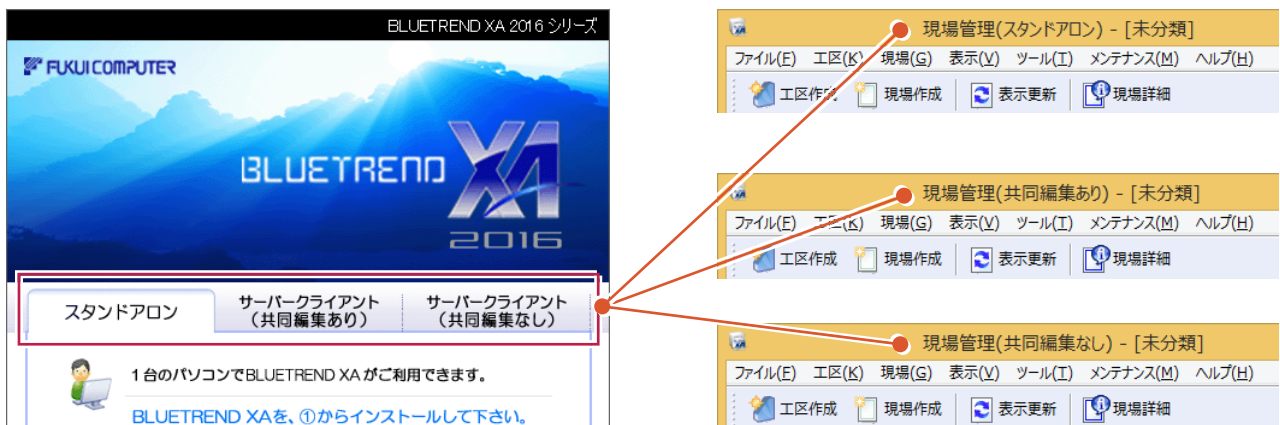 BLUETREND XA 2016 シリーズ
FUKUI COMPUTER
BLUETREND XA
2016
スタンドアロン
サーバークライアント
（共同編集あり）
サーバークライアント
（共同編集なし）
1台のパソコンでBLUETREND XAがご利用できます。
BLUETREND XAを、①からインストールして下さい。
現場管理(スタンドアロン) - [未分類]
ファイル(F) 工区(K) 現場(G) 表示(V) ツール(T) メンテナンス(M) ヘルプ(H)
工区作成 現場作成 表示更新 現場詳細
現場管理(共同編集あり) - [未分類]
ファイル(F) 工区(K) 現場(G) 表示(V) ツール(T) メンテナンス(M) ヘルプ(H)
工区作成 現場作成 表示更新 現場詳細
現場管理(共同編集なし) - [未分類]
ファイル(F) 工区(K) 現場(G) 表示(V) ツール(T) メンテナンス(M) ヘルプ(H)
工区作成 現場作成 表示更新 現場詳細